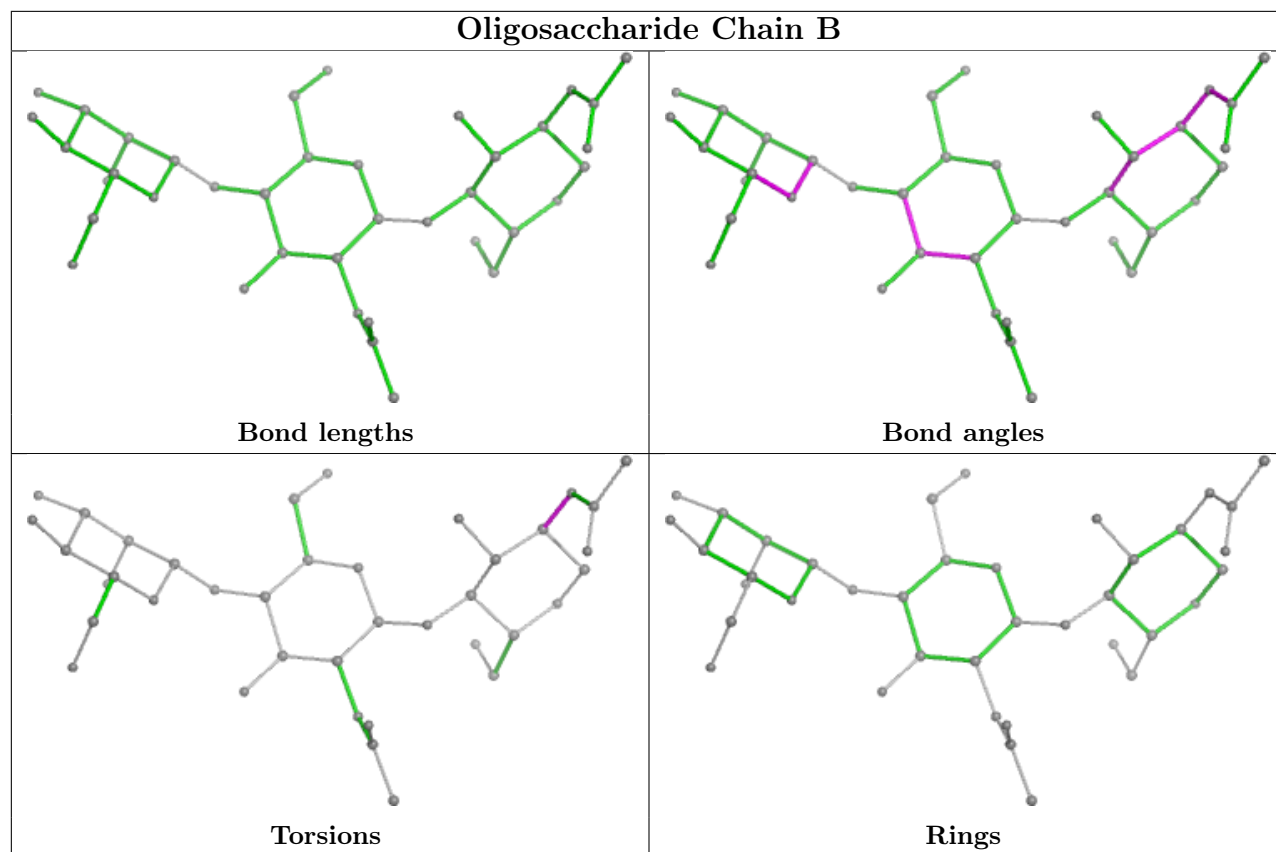 Oligosaccharide Chain B
Bond lengths
Bond angles
Torsions
Rings